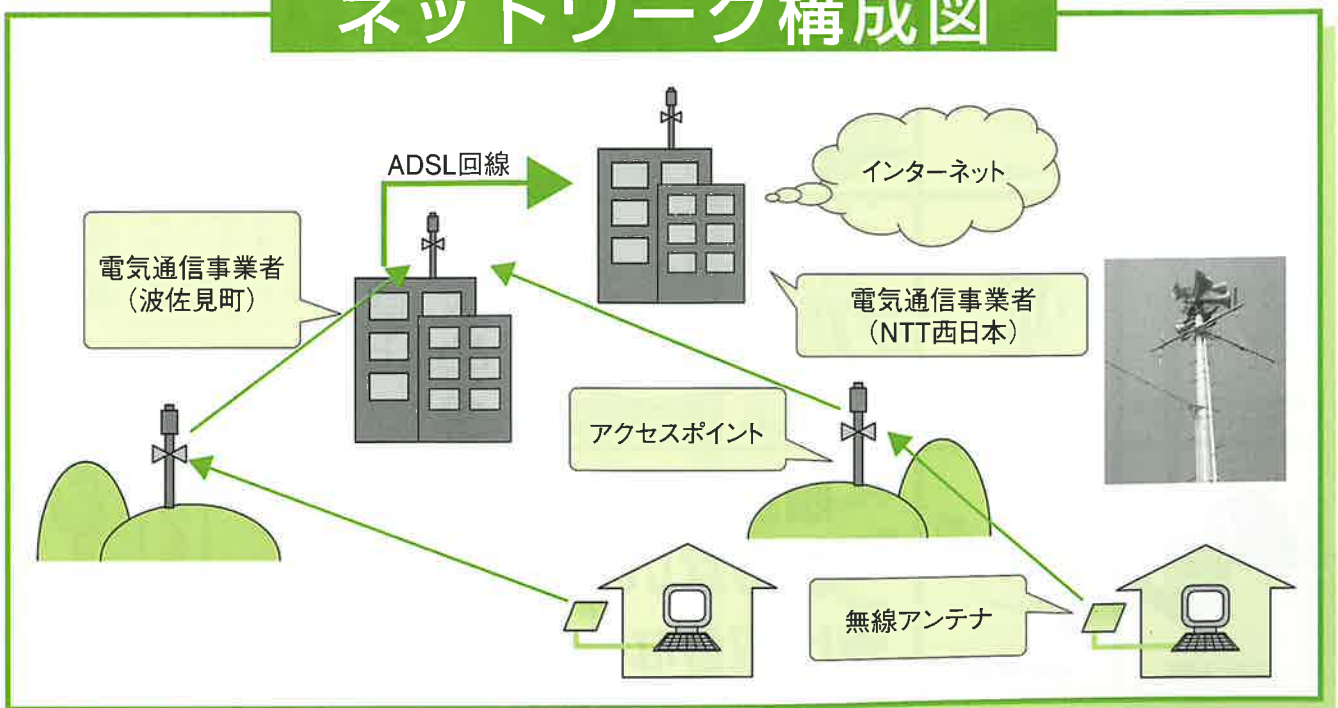 ネットワーク構成図
ADSL回線
インターネット
電気通信事業者
（波佐見町）
電気通信事業者
（NTT西日本）
アクセスポイント
無線アンテナ